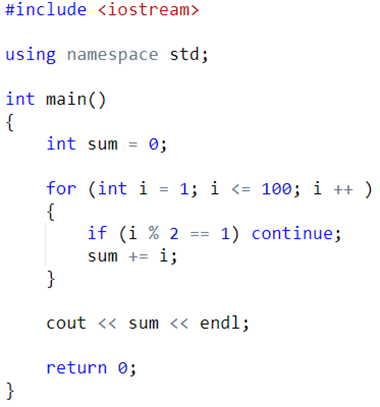 #include <iostream>
using namespace std;
int main()
{
    int sum = 0;
    for (int i = 1; i <= 100; i ++ )
    {
        if (i % 2 == 1) continue;
        sum += i;
    }
    cout << sum << endl;
    return 0;
}